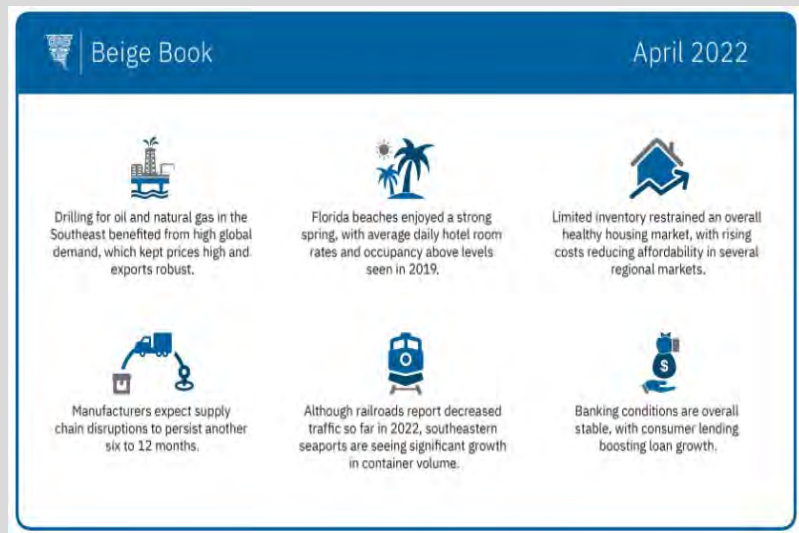 Beige Book
April 2022
Drilling for oil and natural gas in the
Southeast benefited from high global
demand, which kept prices high and
exports robust.
Florida beaches enjoyed a strong
spring, with average daily hotel room
rates and occupancy above levels
seen in 2019.
Limited inventory restrained an overall
healthy housing market, with rising
costs reducing affordability in several
regional markets.
Manufacturers expect supply
chain disruptions to persist another
six to 12 months.
Although railroads report decreased
traffic so far in 2022, southeastern
seaports are seeing significant growth
in container volume.
$
Banking conditions are overall
stable, with consumer lending
boosting loan growth.